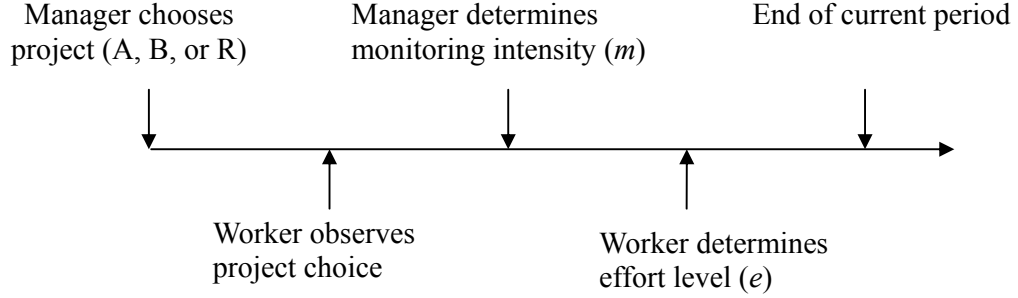 Manager chooses
project (A, B, or R)
Manager determines
monitoring intensity (m)
End of current period
Worker observes
project choice
Worker determines
effort level (e)